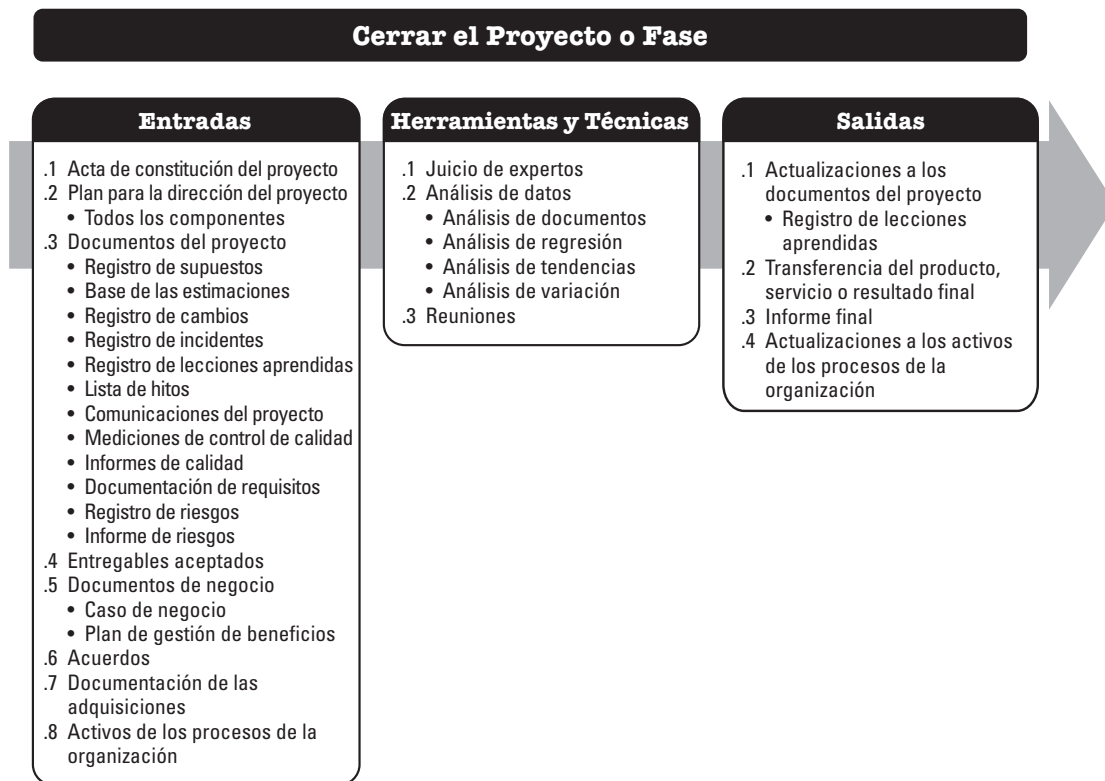 Cerrar el Proyecto o Fase
Entradas
.1 Acta de constitución del proyecto
.2 Plan para la dirección del proyecto
• Todos los componentes
.3 Documentos del proyecto
• Registro de supuestos
• Base de las estimaciones
• Registro de cambios
• Registro de incidentes
• Registro de lecciones aprendidas
• Lista de hitos
• Comunicaciones del proyecto
• Mediciones de control de calidad
• Informes de calidad
• Documentación de requisitos
• Registro de riesgos
• Informe de riesgos
.4 Entregables aceptados
.5 Documentos de negocio
• Caso de negocio
• Plan de gestión de beneficios
.6 Acuerdos
.7 Documentación de las
adquisiciones
.8 Activos de los procesos de la
organización
Herramientas y Técnicas
.1 Juicio de expertos
.2 Análisis de datos
• Análisis de documentos
• Análisis de regresión
• Análisis de tendencias
• Análisis de variación
.3 Reuniones
Salidas
.1 Actualizaciones a los
documentos del proyecto
• Registro de lecciones
aprendidas
.2 Transferencia del producto,
servicio o resultado final
.3 Informe final
.4 Actualizaciones a los activos
de los procesos de la
organización